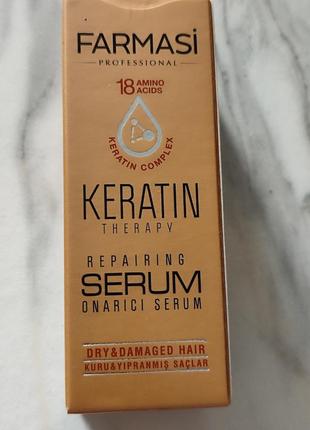 FARMASİ
PROFESSIONAL
18 AMINO ACIDS
KERATIN COMPLEX
KERATIN
THERAPY
REPAIRING
SERUM
ONARICI SERUM
DRY&DAMAGED HAIR
KURU&YIPRANMIŞ SAÇLAR